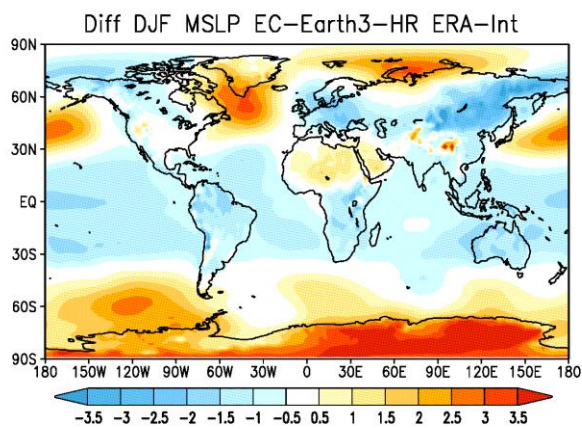 Diff DJF MSLP EC-Earth3-HR ERA-Int
90N
60N
30N
EQ
30S
60S
90S
180 150W 120W 90W 60W 30W 0 30E 60E 90E 120E 150E 180
-3.5 -3 -2.5 -2 -1.5 -1 -0.5 0.5 1 1.5 2 2.5 3 3.5